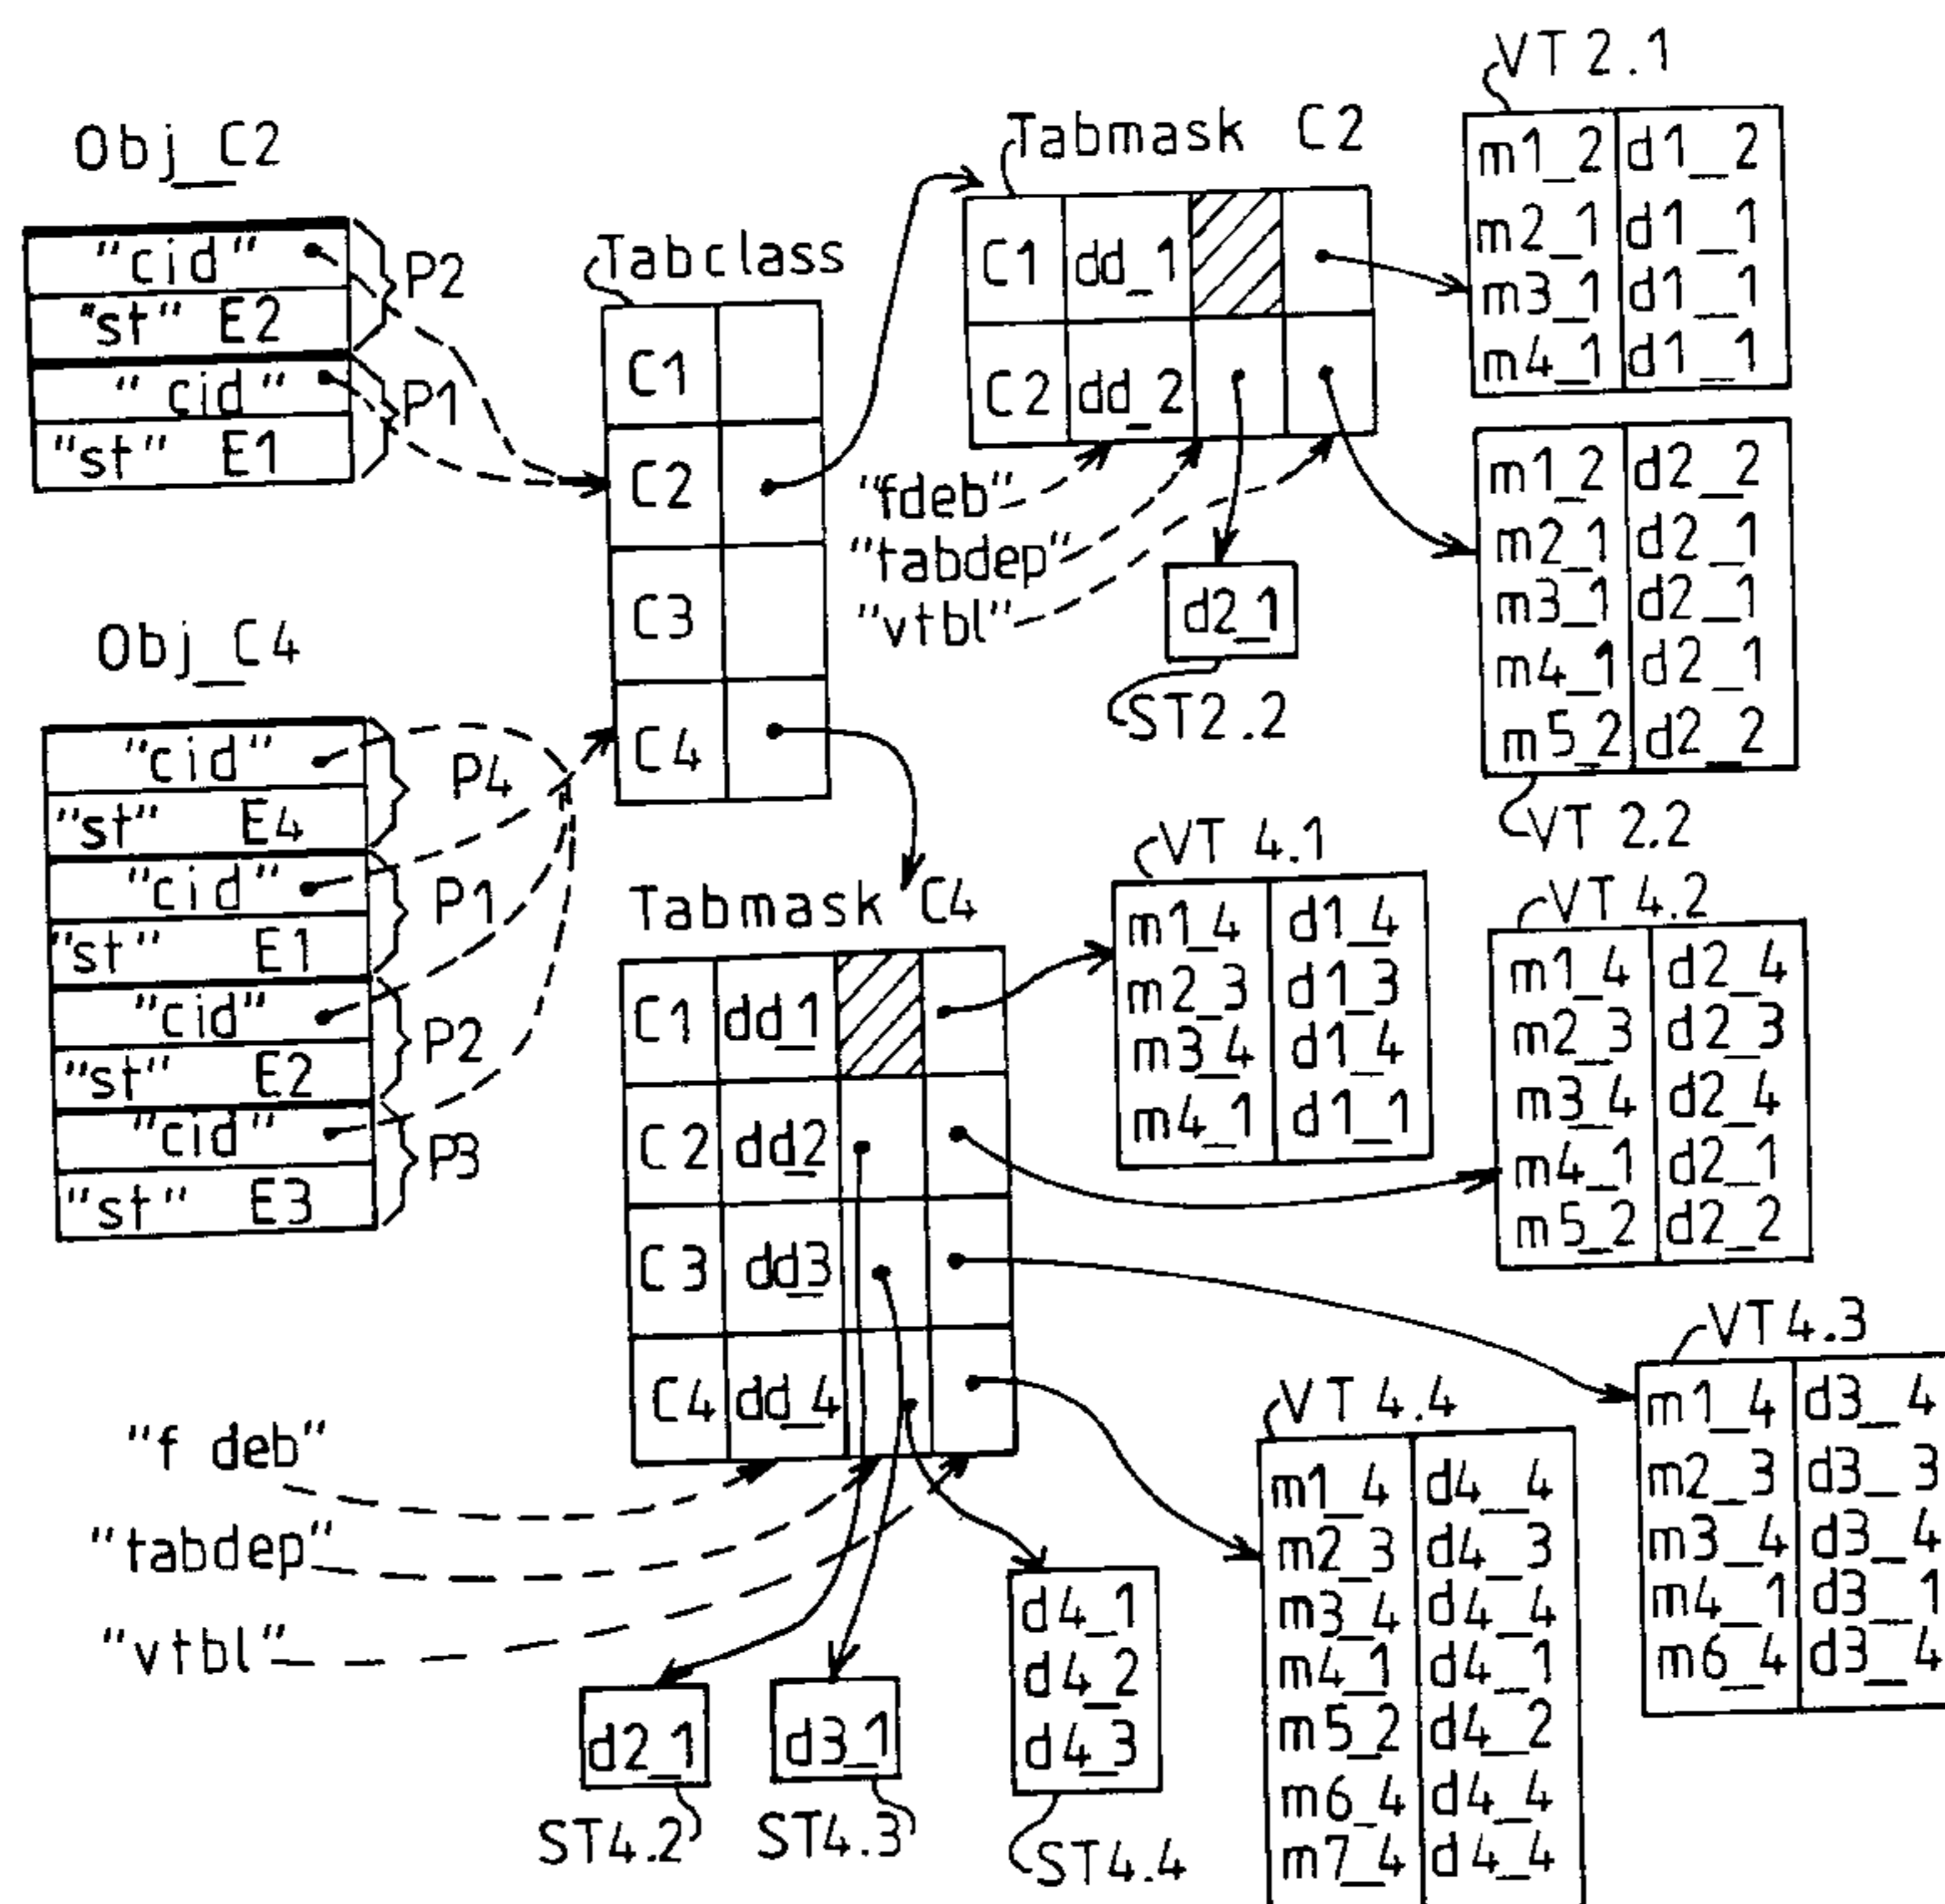 Obj_C2
"cid"
"st" E2
"cid"
"st" E1
P2
P1
Tabclass
C1
C2
C3
C4
Tabmask C2
C1 dd_1
C2 dd_2
"fdeb"
"tabdep"
"vtbl"
d2_1
ST2.2
VT 2.1
m1_2 d1_2
m2_1 d1_1
m3_1 d1_1
m4_1 d1_1
m1_2 d2_2
m2_1 d2_1
m3_1 d2_1
m4_1 d2_1
m5_2 d2_2
VT 2.2
Obj_C4
"cid"
"st" E4
"cid"
"st" E1
"cid"
"st" E2
"cid"
"st" E3
P4
P1
P2
P3
Tabmask C4
C1 dd_1
C2 dd2
C3 dd3
C4 dd_4
"f deb"
"tabdep"
"vtbl"
d2_1
ST4.2
d3_1
ST4.3
d4_1
d4_2
d4_3
ST4.4
VT 4.1
m1_4 d1_4
m2_3 d1_3
m3_4 d1_4
m4_1 d1_1
VT 4.2
m1_4 d2_4
m2_3 d2_3
m3_4 d2_4
m4_1 d2_1
m5_2 d2_2
VT4.3
m1_4 d3_4
m2_3 d3_3
m3_4 d3_4
m4_1 d3_1
m6_4 d3_4
VT 4.4
m1_4 d4_4
m2_3 d4_3
m3_4 d4_4
m4_1 d4_1
m5_2 d4_2
m6_4 d4_4
m7_4 d4_4